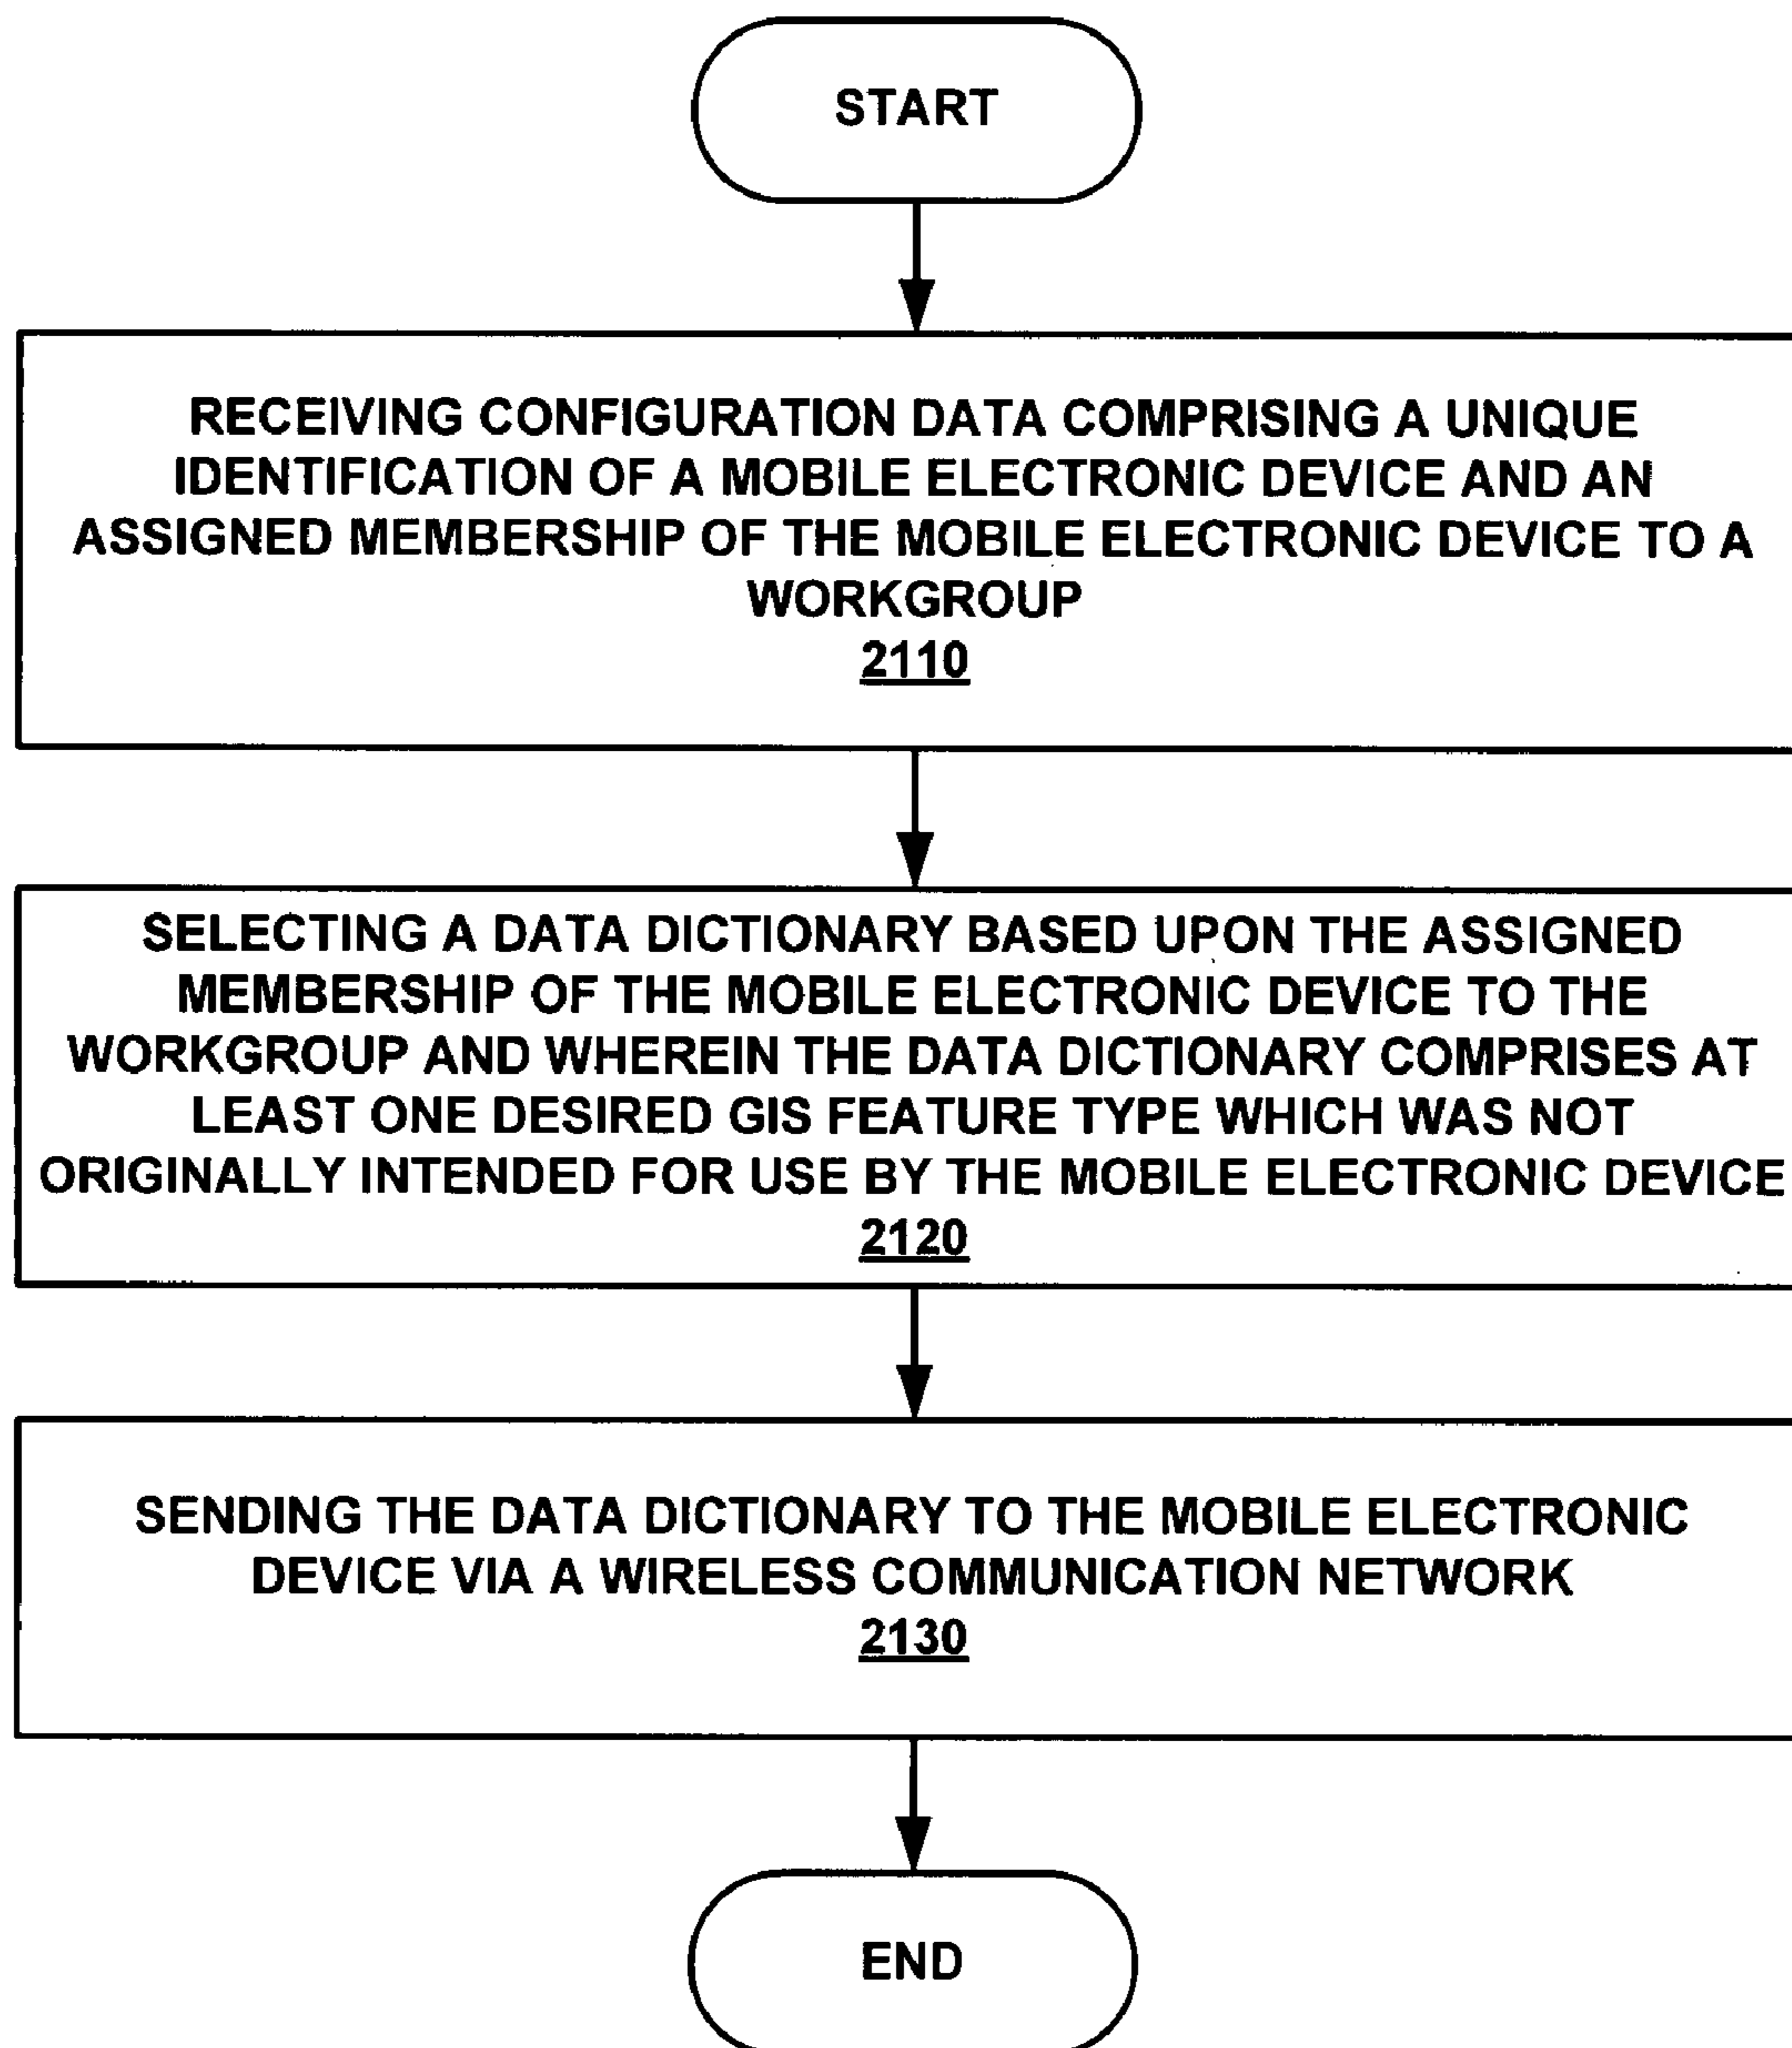 START
RECEIVING CONFIGURATION DATA COMPRISING A UNIQUE
IDENTIFICATION OF A MOBILE ELECTRONIC DEVICE AND AN
ASSIGNED MEMBERSHIP OF THE MOBILE ELECTRONIC DEVICE TO A
WORKGROUP
2110
SELECTING A DATA DICTIONARY BASED UPON THE ASSIGNED
MEMBERSHIP OF THE MOBILE ELECTRONIC DEVICE TO THE
WORKGROUP AND WHEREIN THE DATA DICTIONARY COMPRISES AT
LEAST ONE DESIRED GIS FEATURE TYPE WHICH WAS NOT
ORIGINALLY INTENDED FOR USE BY THE MOBILE ELECTRONIC DEVICE
2120
SENDING THE DATA DICTIONARY TO THE MOBILE ELECTRONIC
DEVICE VIA A WIRELESS COMMUNICATION NETWORK
2130
END